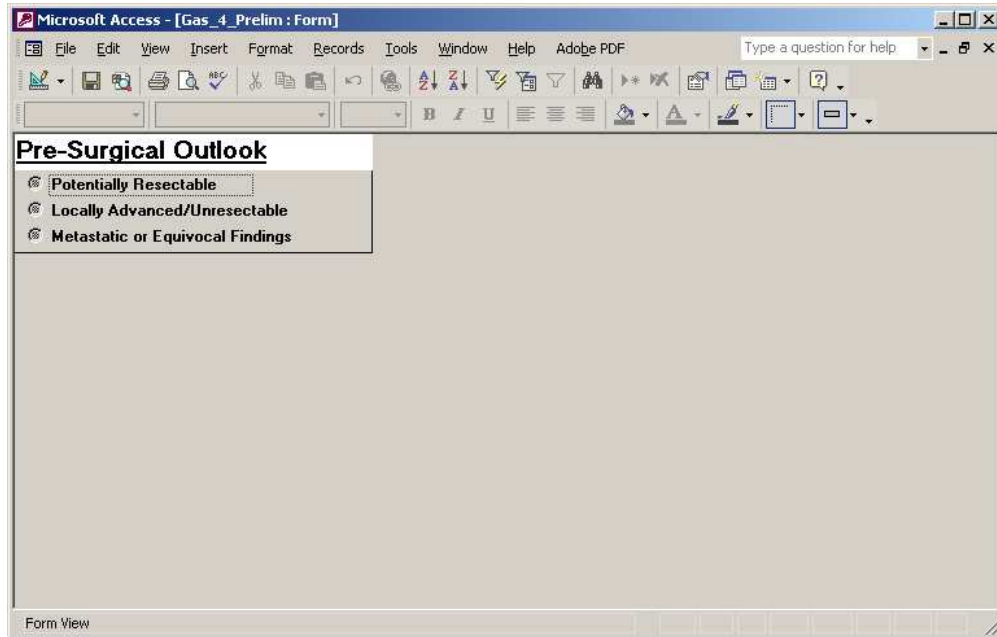 Microsoft Access - [Gas_4_Prelim : Form]
File Edit View Insert Format Records Tools Window Help Adobe PDF Type a question for help
ABC A Z Z A
B I U A
Pre-Surgical Outlook
Potentially Resectable
Locally Advanced/Unresectable
Metastatic or Equivocal Findings
Form View